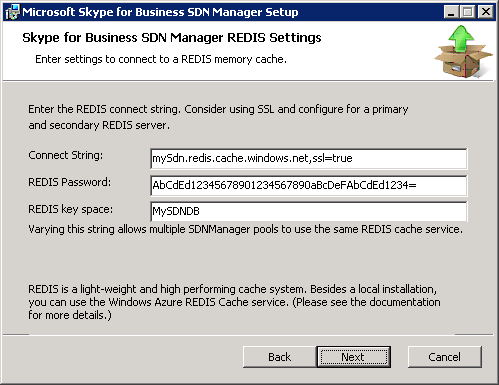 Microsoft Skype for Business SDN Manager Setup
Skype for Business SDN Manager REDIS Settings
Enter settings to connect to a REDIS memory cache.
Enter the REDIS connect string. Consider using SSL and configure for a primary
and secondary REDIS server.
Connect String: mySdn.redis.cache.windows.net,ssl=true
REDIS Password: AbCdEd12345678901234567890aBcDeFAbCdEd1234=
REDIS key space: MySDNDB
Varying this string allows multiple SDNManager pools to use the same REDIS cache service.
REDIS is a light-weight and high performing cache system. Besides a local installation,
you can use the Windows Azure REDIS Cache service. (Please see the documentation
for more details.)
Back Next Cancel